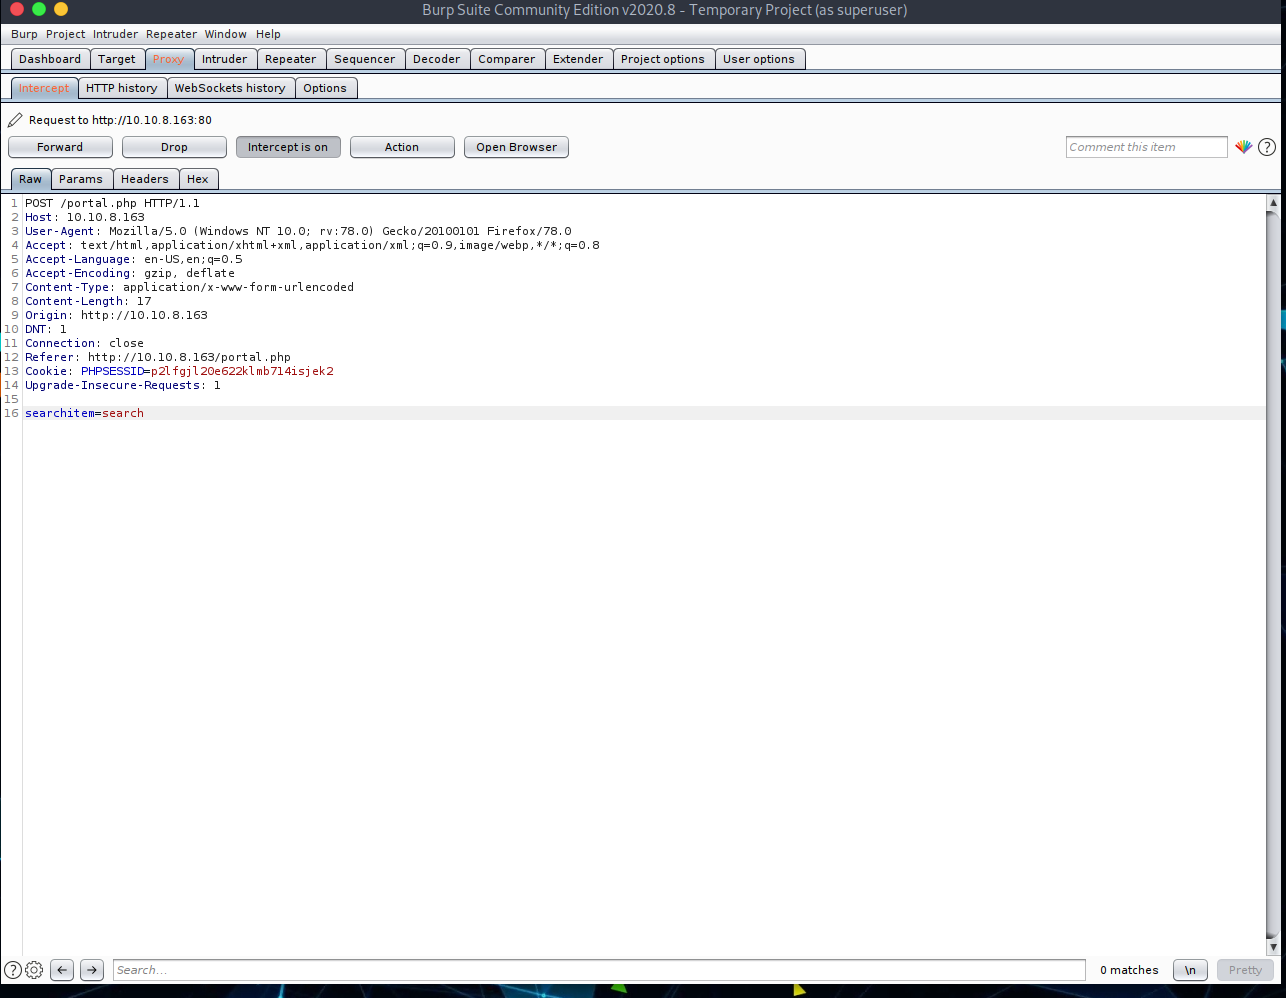 Burp Suite Community Edition v2020.8 - Temporary Project (as superuser)
Burp Project Intruder Repeater Window Help
Dashboard Target Proxy Intruder Repeater Sequencer Decoder Comparer Extender Project options User options
Intercept HTTP history WebSockets history Options
Request to http://10.10.8.163:80
Forward Drop Intercept is on Action Open Browser Comment this item ?
Raw Params Headers Hex
1 POST /portal.php HTTP/1.1
2 Host: 10.10.8.163
3 User-Agent: Mozilla/5.0 (Windows NT 10.0; rv:78.0) Gecko/20100101 Firefox/78.0
4 Accept: text/html,application/xhtml+xml,application/xml;q=0.9,image/webp,*/*;q=0.8
5 Accept-Language: en-US,en;q=0.5
6 Accept-Encoding: gzip, deflate
7 Content-Type: application/x-www-form-urlencoded
8 Content-Length: 17
9 Origin: http://10.10.8.163
10 DNT: 1
11 Connection: close
12 Referer: http://10.10.8.163/portal.php
13 Cookie: PHPSESSID=p2lfgjl20e622klmb714isjek2
14 Upgrade-Insecure-Requests: 1
15
16 searchitem=search
? Search... 0 matches \n Pretty